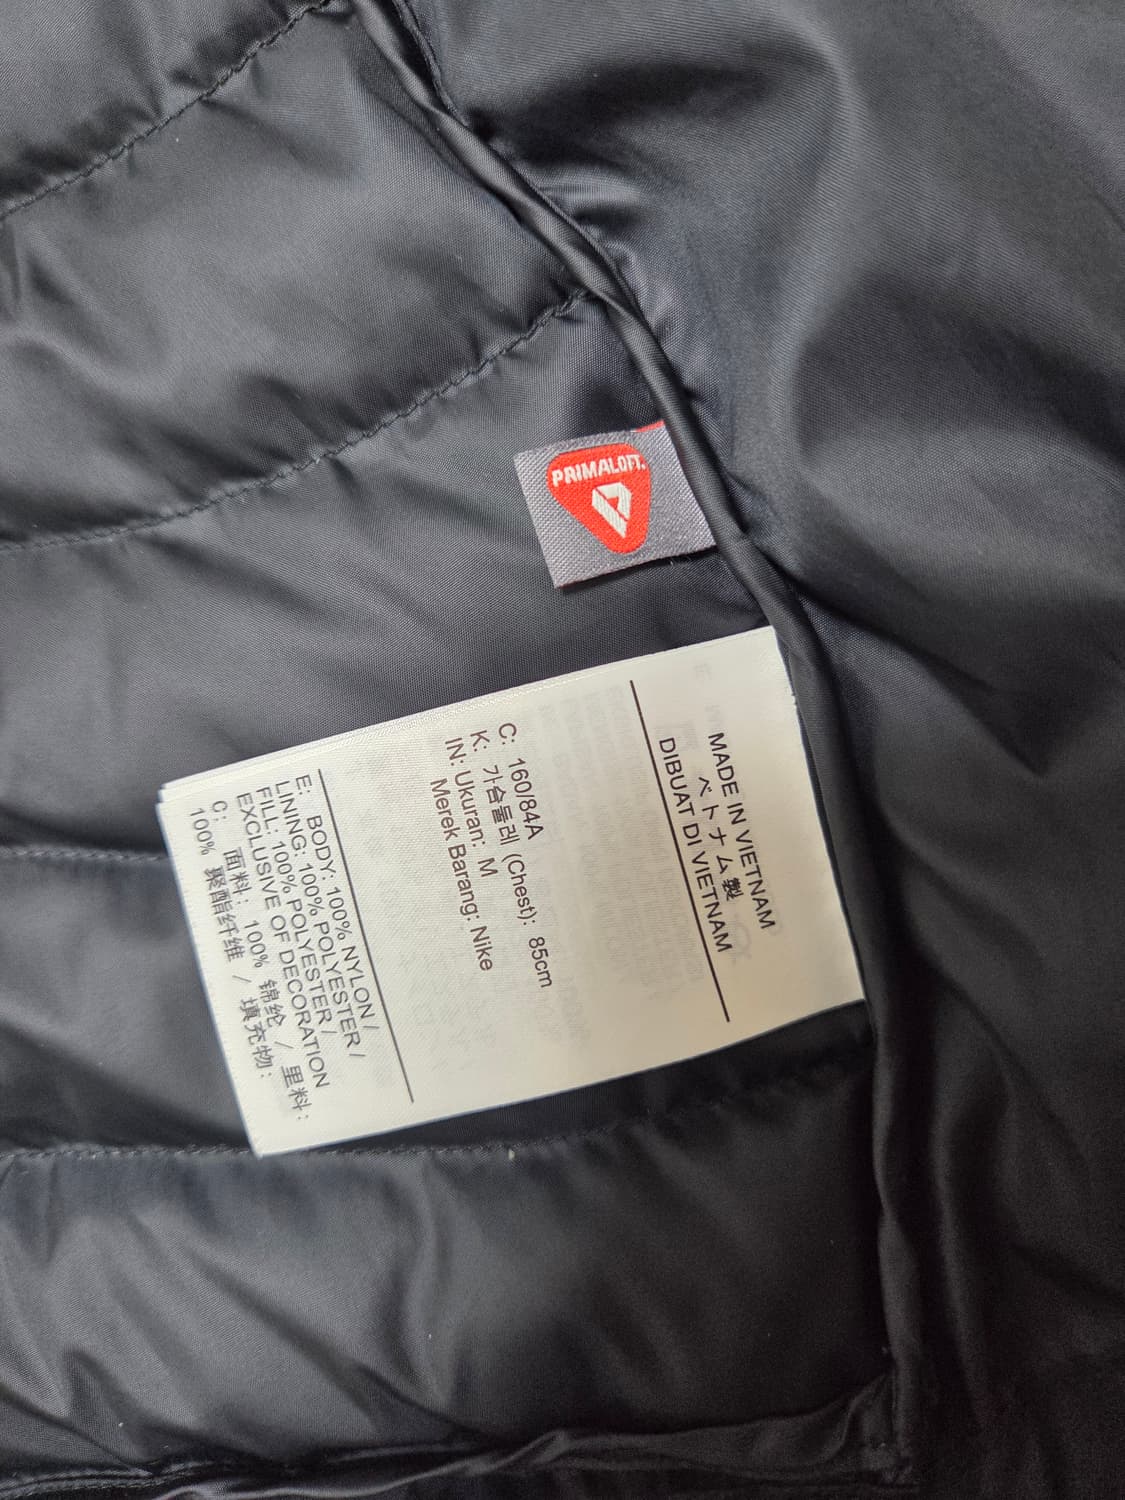 PRIMALOFT.
MADE IN VIETNAM
ベトナム製
DIBUAT DI VIETNAM
C: 160/84A
K: 가슴둘레 (Chest): 85cm
IN: Ukuran: M
Merek Barang: Nike
E: BODY: 100% NYLON /
LINING: 100% POLYESTER /
FILL: 100% POLYESTER /
EXCLUSIVE OF DECORATION
C: 面料: 100% 锦纶 / 里料:
100% 聚酯纤维 / 填充物: